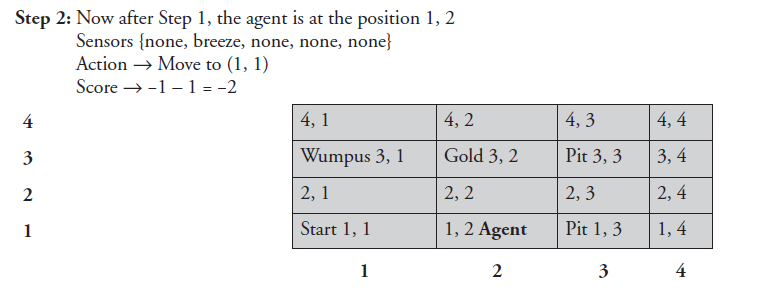 Step 2: Now after Step 1, the agent is at the position 1, 2
Sensors {none, breeze, none, none, none}
Action → Move to (1, 1)
Score → –1 – 1 = –2
4 4, 1 4, 2 4, 3 4, 4
3 Wumpus 3, 1 Gold 3, 2 Pit 3, 3 3, 4
2 2, 1 2, 2 2, 3 2, 4
1 Start 1, 1 1, 2 Agent Pit 1, 3 1, 4
1 2 3 4